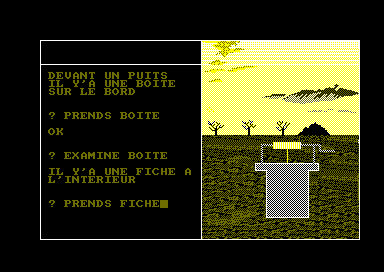 DEVANT UN PUITS
IL Y'A UNE BOITE
SUR LE BORD
? PRENDS BOITE
OK
? EXAMINE BOITE
IL Y'A UNE FICHE A
L'INTERIEUR
? PRENDS FICHE